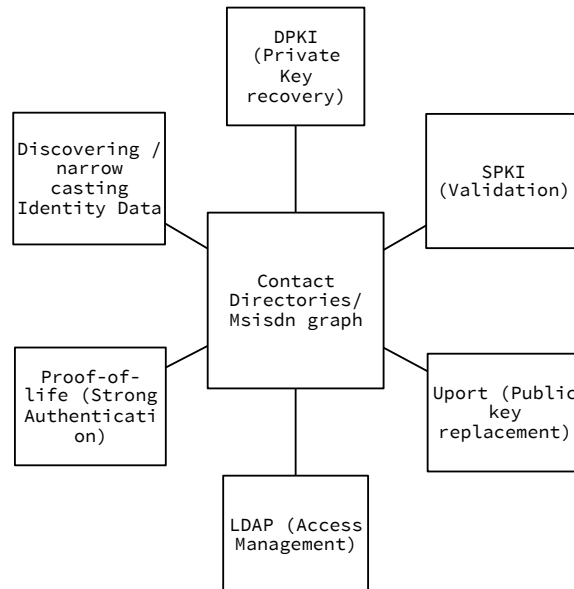 DPKI
(Private
Key
recovery)
Discovering /
narrow
casting
Identity Data
SPKI
(Validation)
Contact
Directories/
Msisdn graph
Proof-of-
life (Strong
Authenticati
on)
Uport (Public
key
replacement)
LDAP (Access
Management)